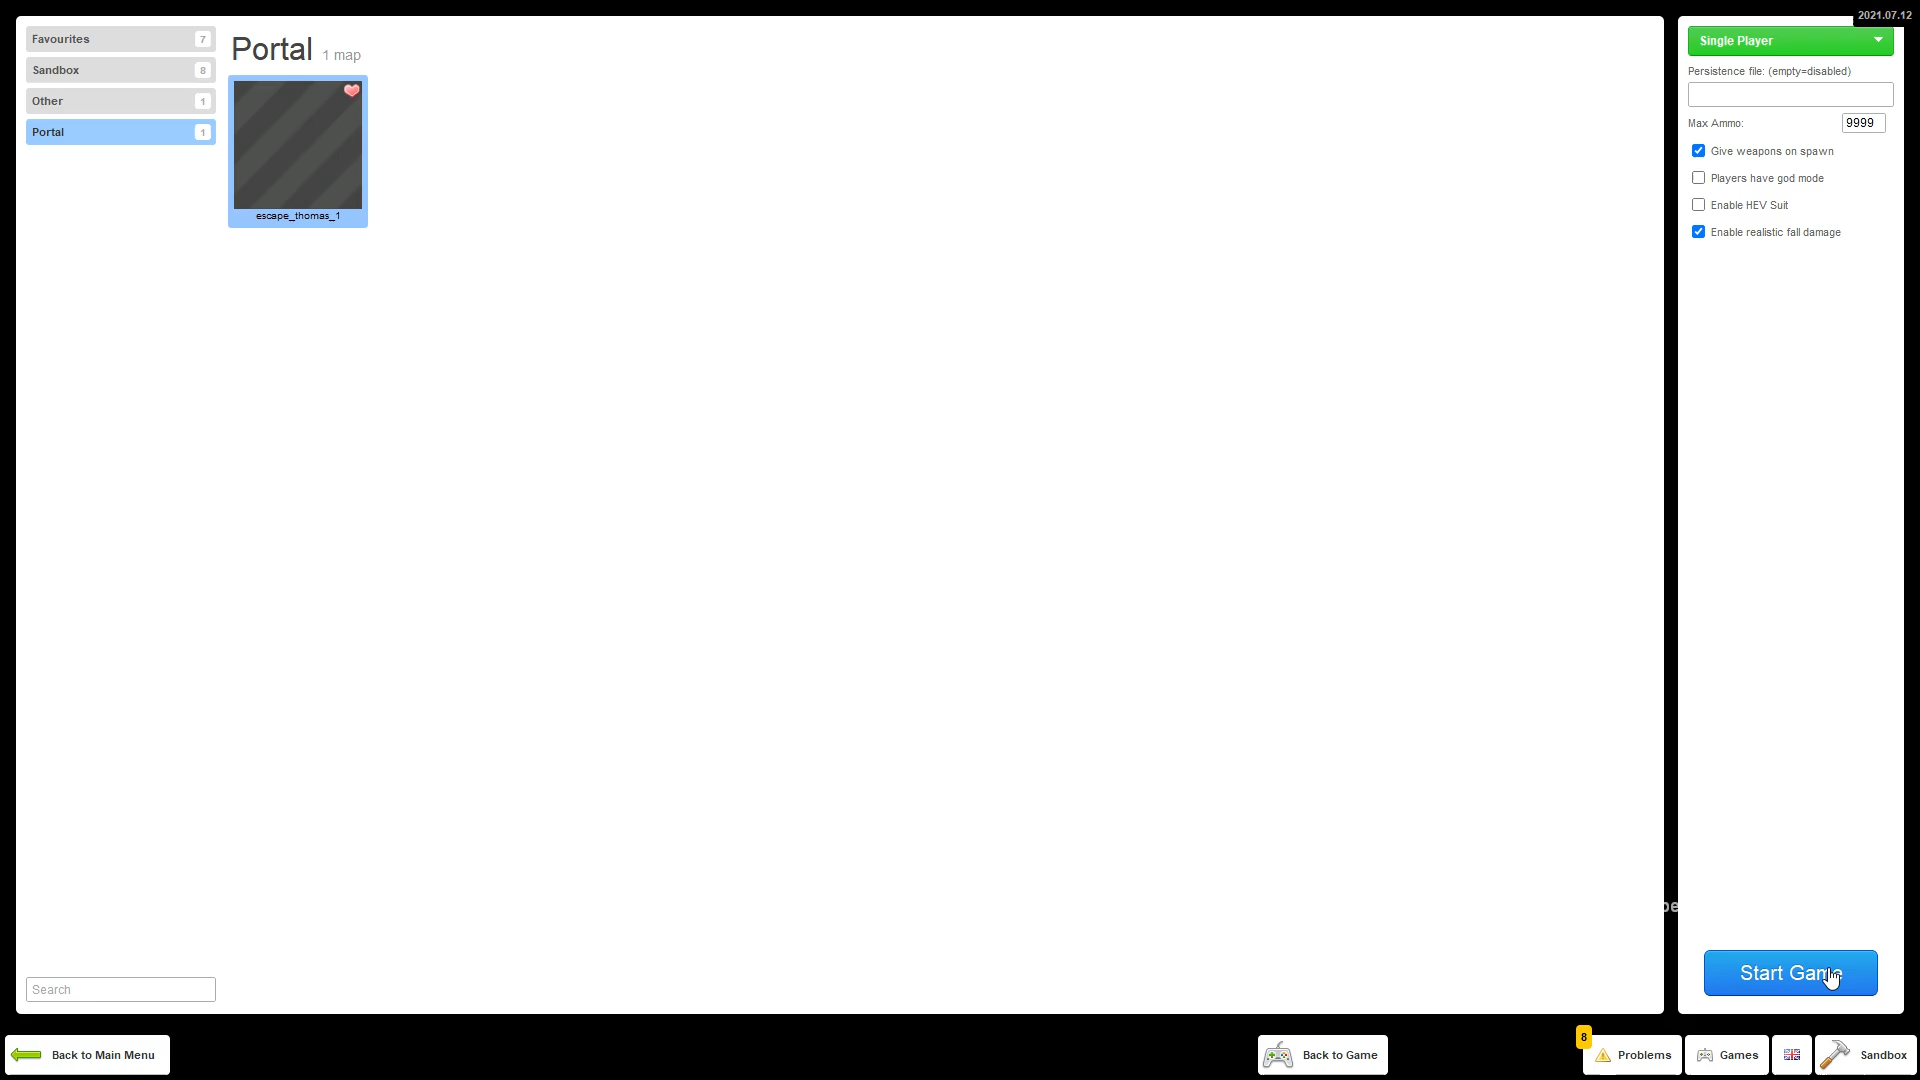 2021.07.12
Favourites 7
Sandbox 8
Other 1
Portal 1
Portal 1 map
escape_thomas_1
Search
Single Player
Persistence file: (empty=disabled)
Max Ammo: 9999
Give weapons on spawn
Players have god mode
Enable HEV Suit
Enable realistic fall damage
Start Game
Back to Main Menu
Back to Game
8
Problems
Games
Sandbox